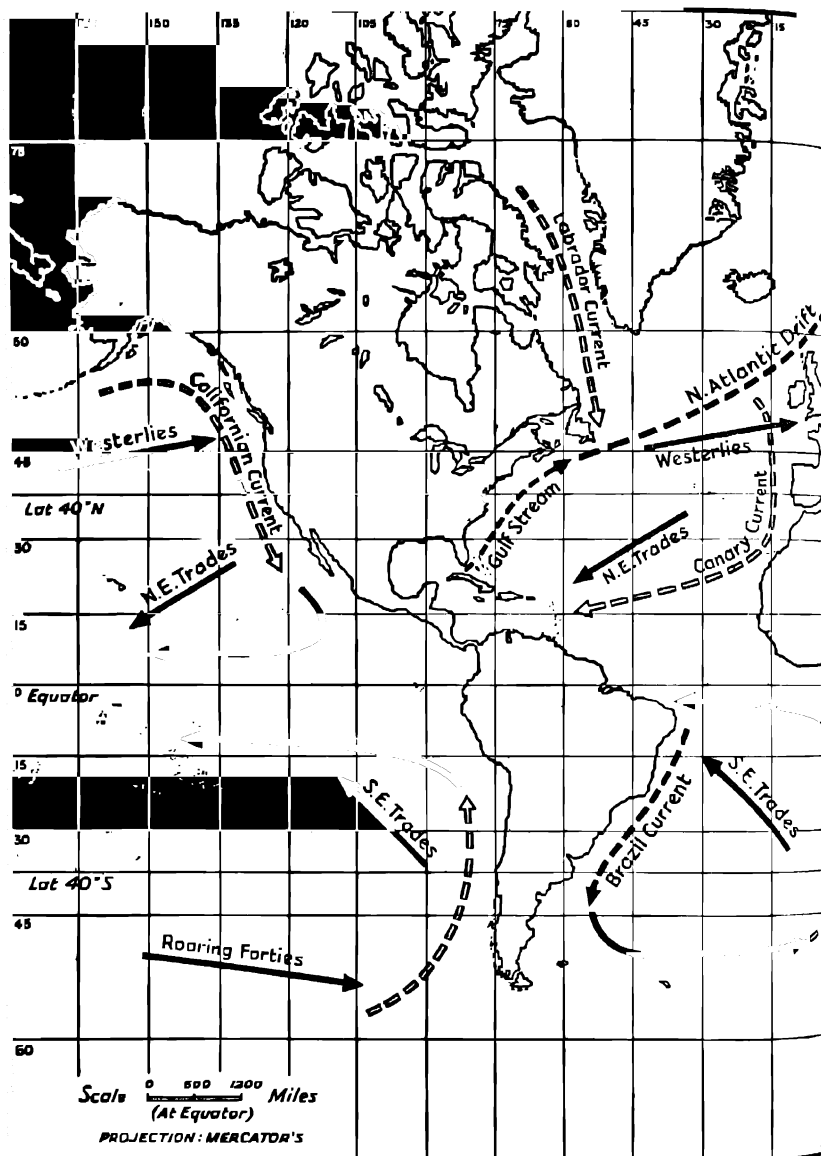 150
135
120
105
75
60
45
30
15
75
Labrador Current
60
N. Atlantic Drift
Californian Current
Westerlies
Westerlies
45
Lat 40°N
Gulf Stream
Canary Current
30
N.E. Trades
N.E. Trades
15
0 Equator
15
S.E. Trades
S.E. Trades
30
Brazil Current
Lat 40°S
45
Roaring Forties
60
Scale 0 600 1200 Miles
(At Equator)
PROJECTION: MERCATOR'S